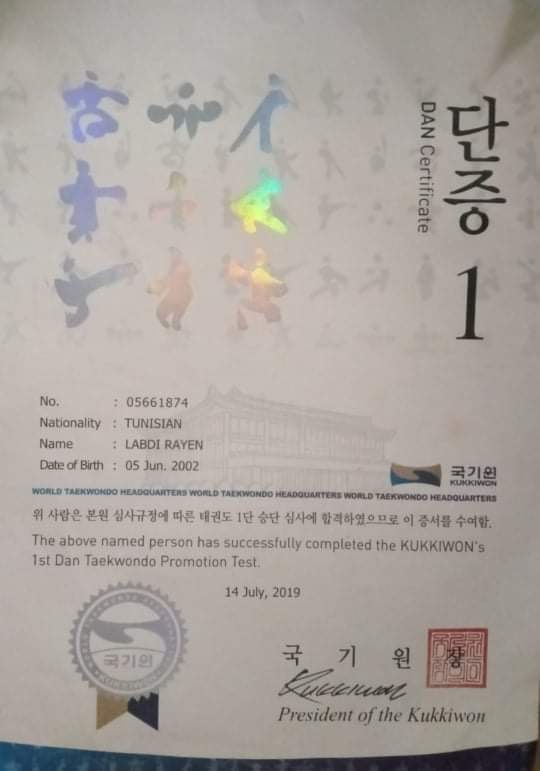 단증
DAN Certificate
1
No. : 05661874
Nationality : TUNISIAN
Name : LABDI RAYEN
Date of Birth : 05 Jun. 2002
국기원
KUKKIWON
WORLD TAEKWONDO HEADQUARTERS WORLD TAEKWONDO HEADQUARTERS WORLD TAEKWONDO HEADQUARTERS
위 사람은 본원 심사규정에 따른 태권도 1단 승단 심사에 합격하였으므로 이 증서를 수여함.
The above named person has successfully completed the KUKKIWON's
1st Dan Taekwondo Promotion Test.
14 July, 2019
국기원
KUKKIWON
국 기 원 장
Kukkiwon
President of the Kukkiwon